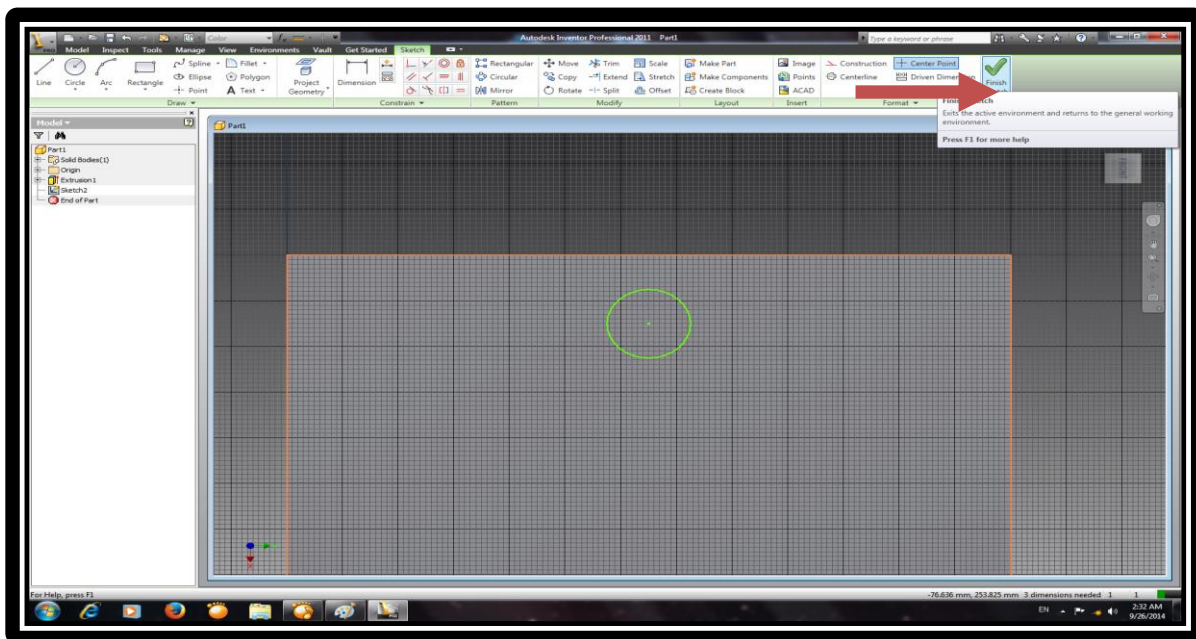 Color
Autodesk Inventor Professional 2011 Part1
Type a keyword or phrase
PRO
Model Inspect Tools Manage View Environments Vault Get Started Sketch
Line Circle Arc Rectangle Spline Fillet
Ellipse Polygon
Point A Text
Project Geometry
Dimension
Rectangular Move Trim Scale Make Part Image Construction Center Point
Circular Copy Extend Stretch Make Components Points Centerline Driven Dimension
Mirror Rotate Split Offset Create Block ACAD
Finish
Draw Constrain Pattern Modify Layout Insert Format
Exits the active environment and returns to the general working
environment.
Press F1 for more help
Model
Part1
Part1
Solid Bodies(1)
Origin
Extrusion1
Sketch2
End of Part
FRONT
For Help, press F1
-76.636 mm, 253.825 mm 3 dimensions needed 1 1
EN
2:32 AM
9/26/2014